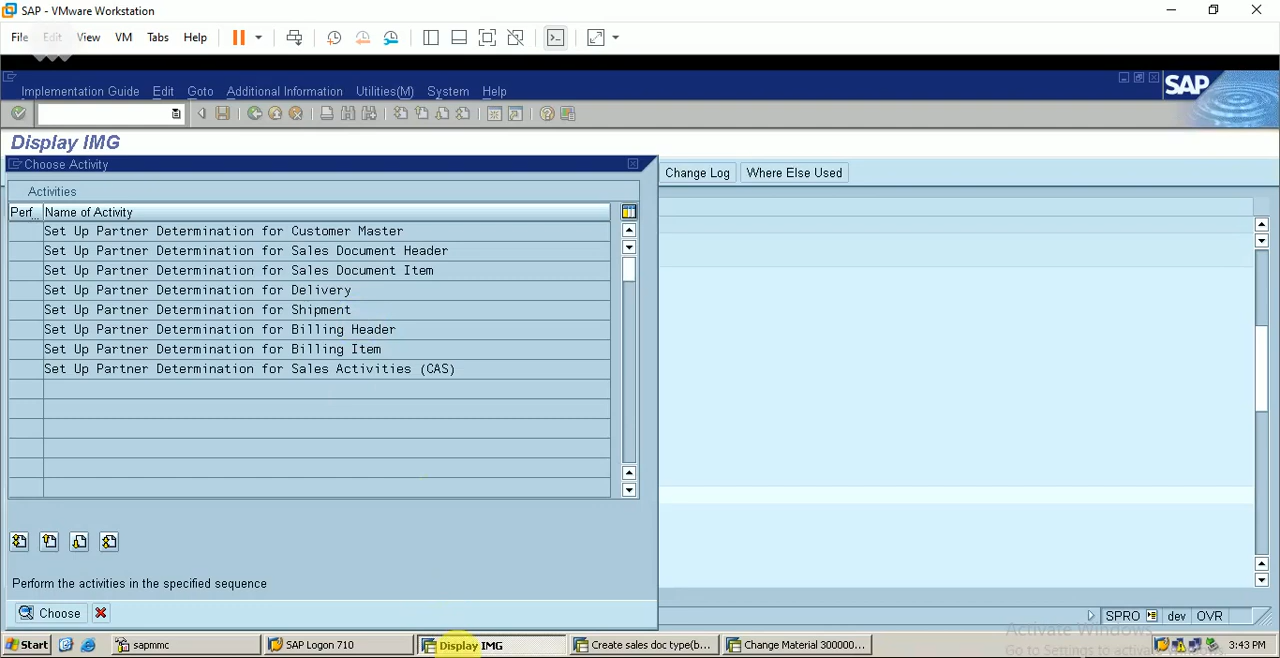 SAP - VMware Workstation
File Edit View VM Tabs Help
Implementation Guide Edit Goto Additional Information Utilities(M) System Help
SAP
Display IMG
Choose Activity
Change Log Where Else Used
Activities
Perf... Name of Activity
Set Up Partner Determination for Customer Master
Set Up Partner Determination for Sales Document Header
Set Up Partner Determination for Sales Document Item
Set Up Partner Determination for Delivery
Set Up Partner Determination for Shipment
Set Up Partner Determination for Billing Header
Set Up Partner Determination for Billing Item
Set Up Partner Determination for Sales Activities (CAS)
Perform the activities in the specified sequence
Choose
SPRO dev OVR
Activate Windows
Go to Settings to activate
Start sapmmc SAP Logon 710 Display IMG Create sales doc type(b... Change Material 300000... 3:43 PM